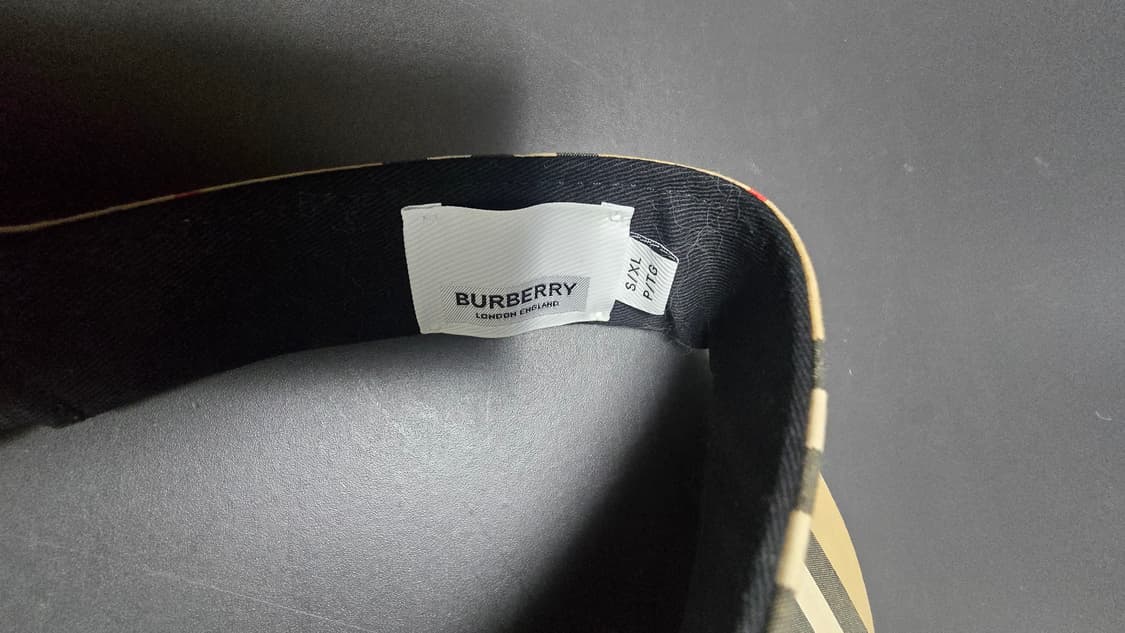 BURBERRY
LONDON ENGLAND
S/XL
P/TG